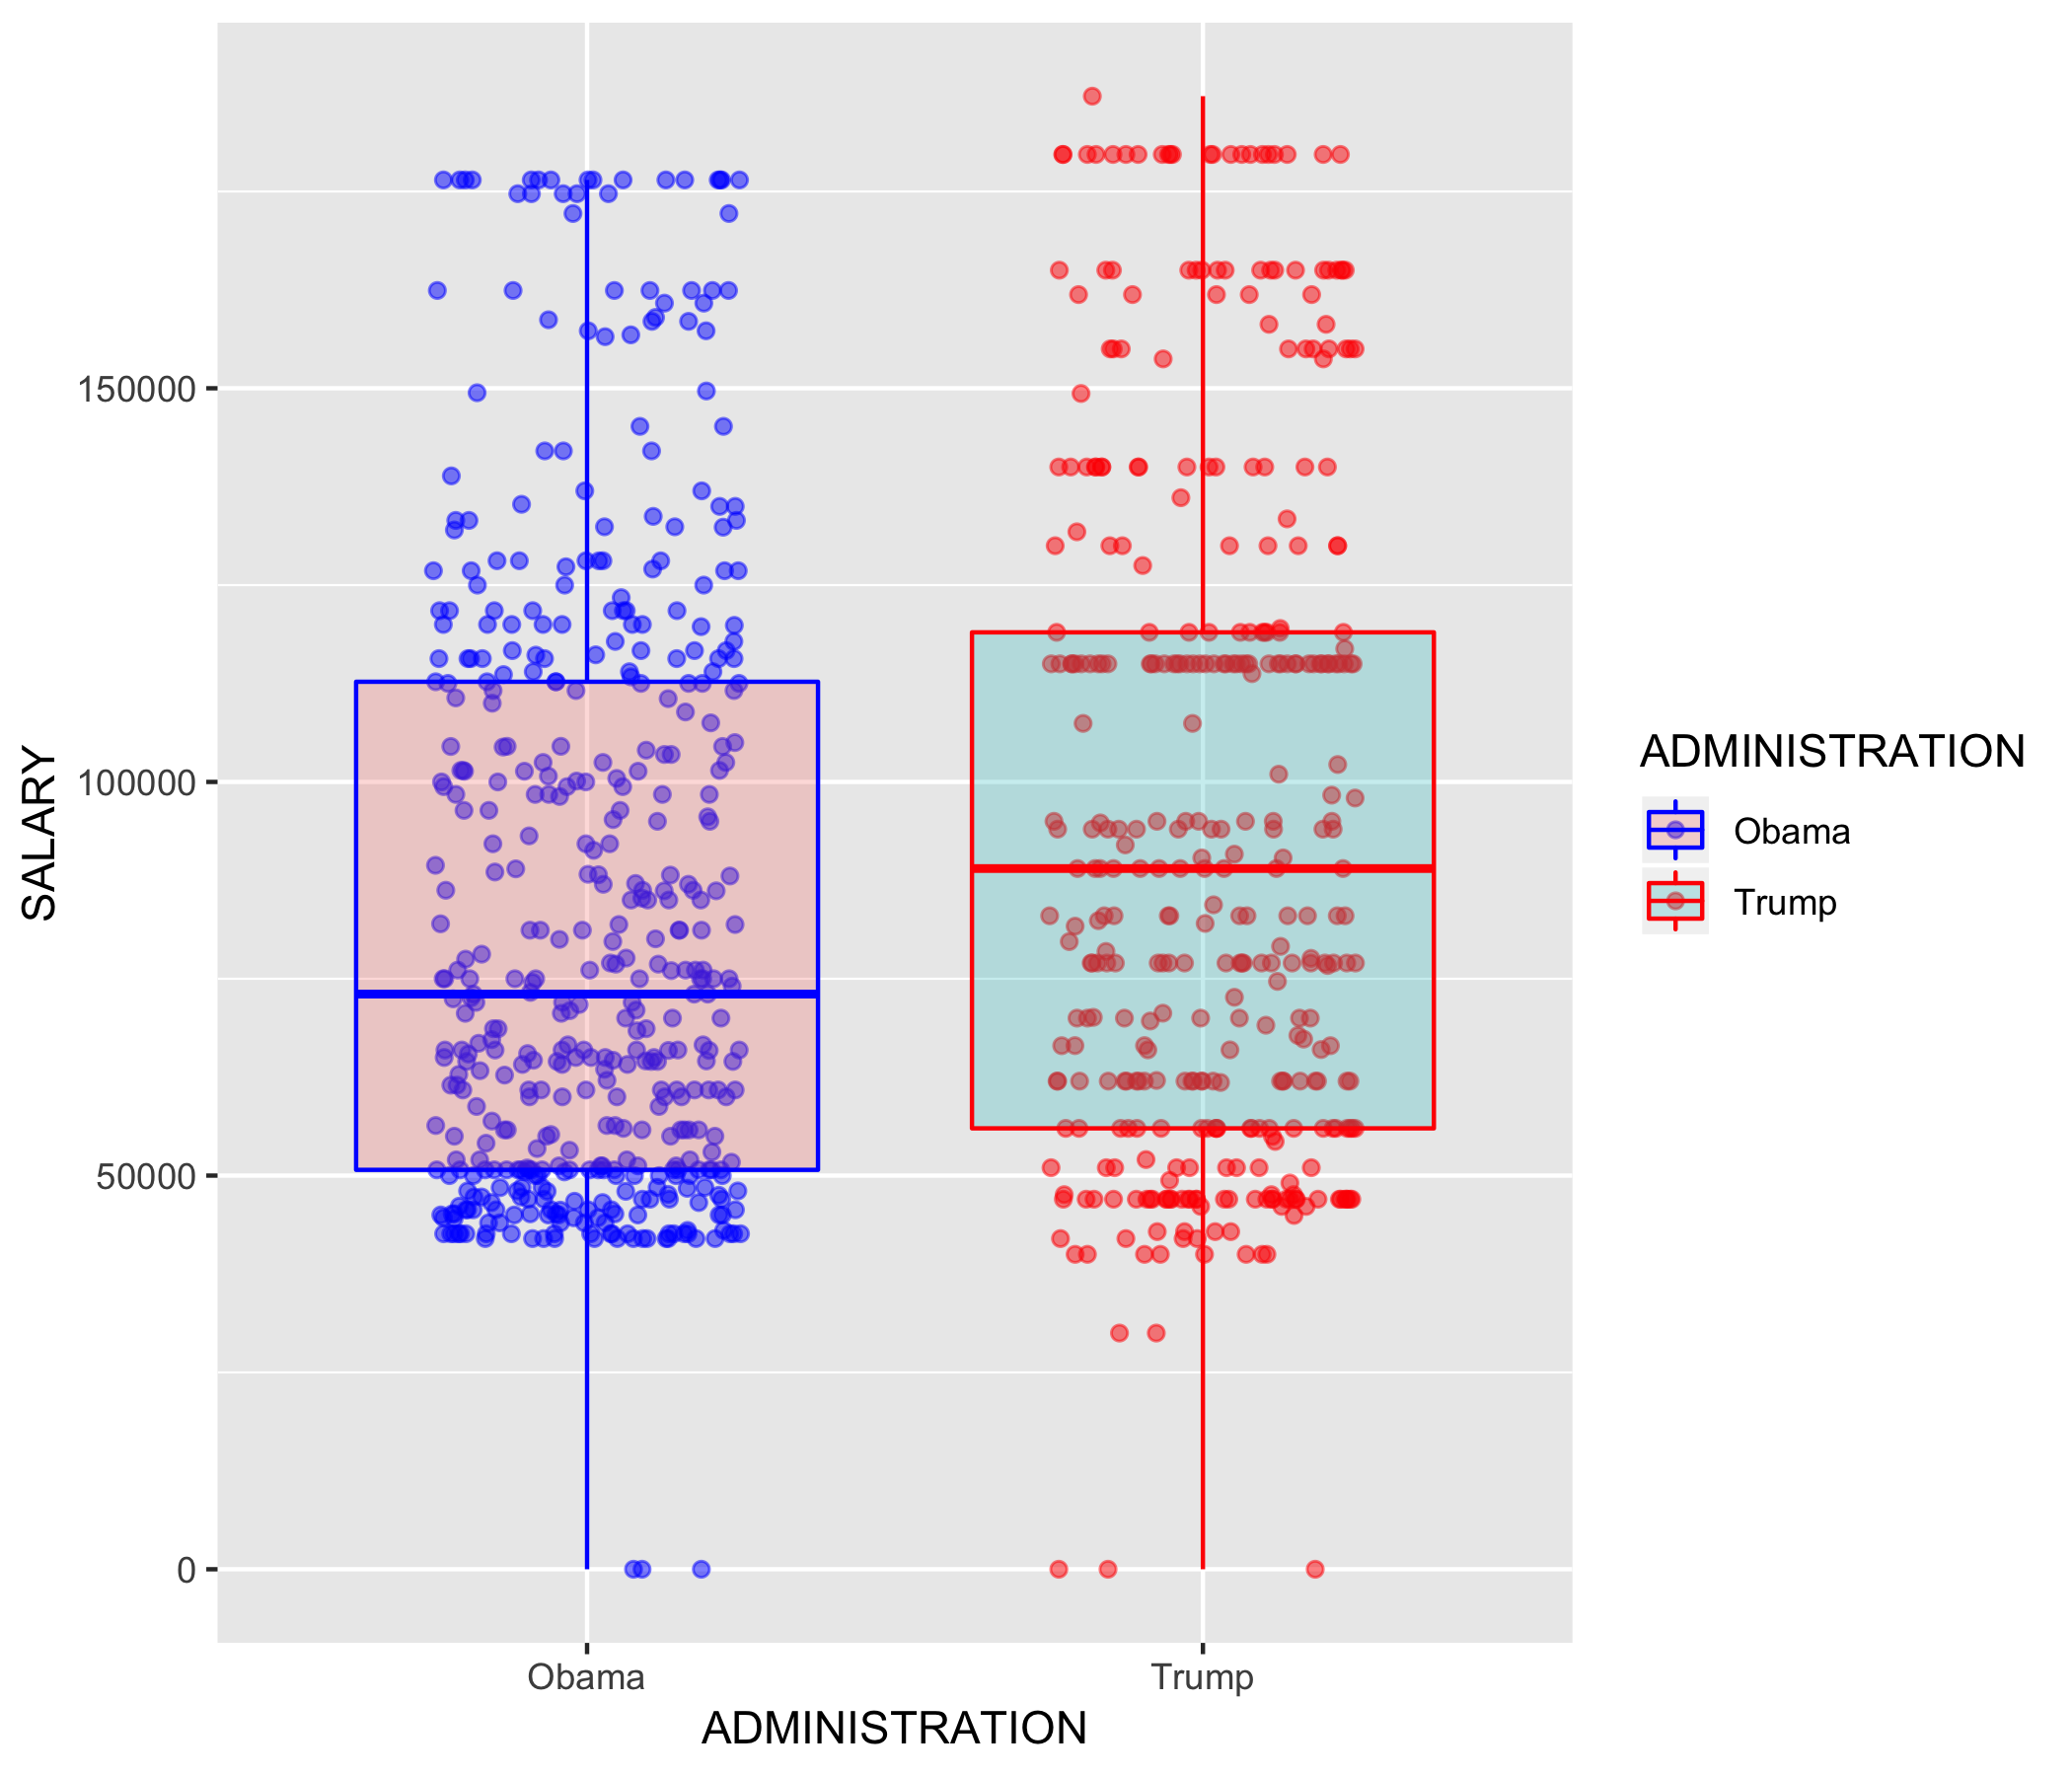 SALARY
150000
100000
50000
0
Obama
Trump
ADMINISTRATION
ADMINISTRATION
Obama
Trump